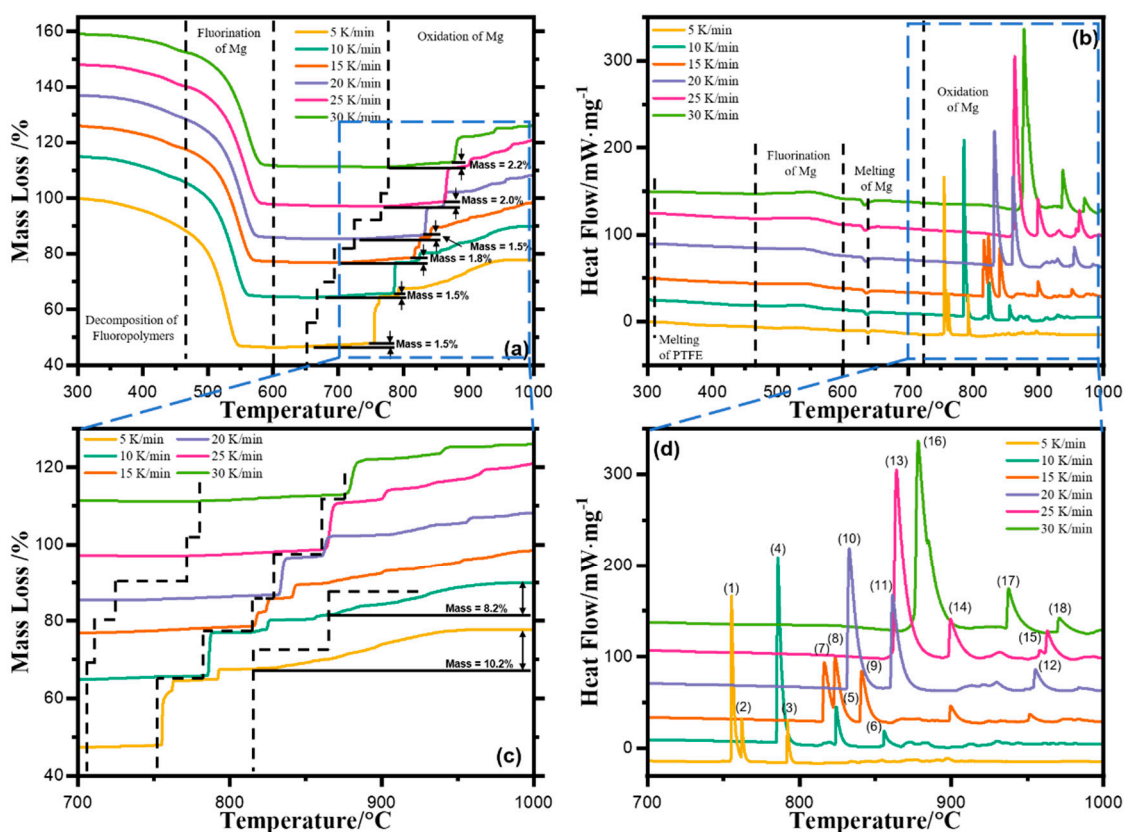 160
140
120
100
80
60
40
Mass Loss /%
Fluorination
of Mg
5 K/min
10 K/min
15 K/min
20 K/min
25 K/min
30 K/min
Oxidation of Mg
Mass = 2.2%
Mass = 2.0%
Mass = 1.5%
Mass = 1.8%
Mass = 1.5%
Mass = 1.5%
Decomposition of
Fluoropolymers
(a)
300 400 500 600 700 800 900 1000
Temperature/°C
300
200
100
0
Heat Flow/mW·mg-1
5 K/min
10 K/min
15 K/min
20 K/min
25 K/min
30 K/min
(b)
Oxidation
of Mg
Fluorination
of Mg
Melting
of Mg
Melting
of PTFE
300 400 500 600 700 800 900 1000
Temperature/°C
120
100
80
60
40
Mass Loss /%
5 K/min 20 K/min
10 K/min 25 K/min
15 K/min 30 K/min
Mass = 8.2%
Mass = 10.2%
(c)
700 800 900 1000
Temperature/°C
300
200
100
0
Heat Flow/mW·mg-1
(d)
5 K/min
10 K/min
15 K/min
20 K/min
25 K/min
30 K/min
(16)
(13)
(10)
(4)
(1)
(11)
(17)
(14)
(18)
(15)
(12)
(7)
(8)
(9)
(5)
(2)
(3)
(6)
700 800 900 1000
Temperature/°C